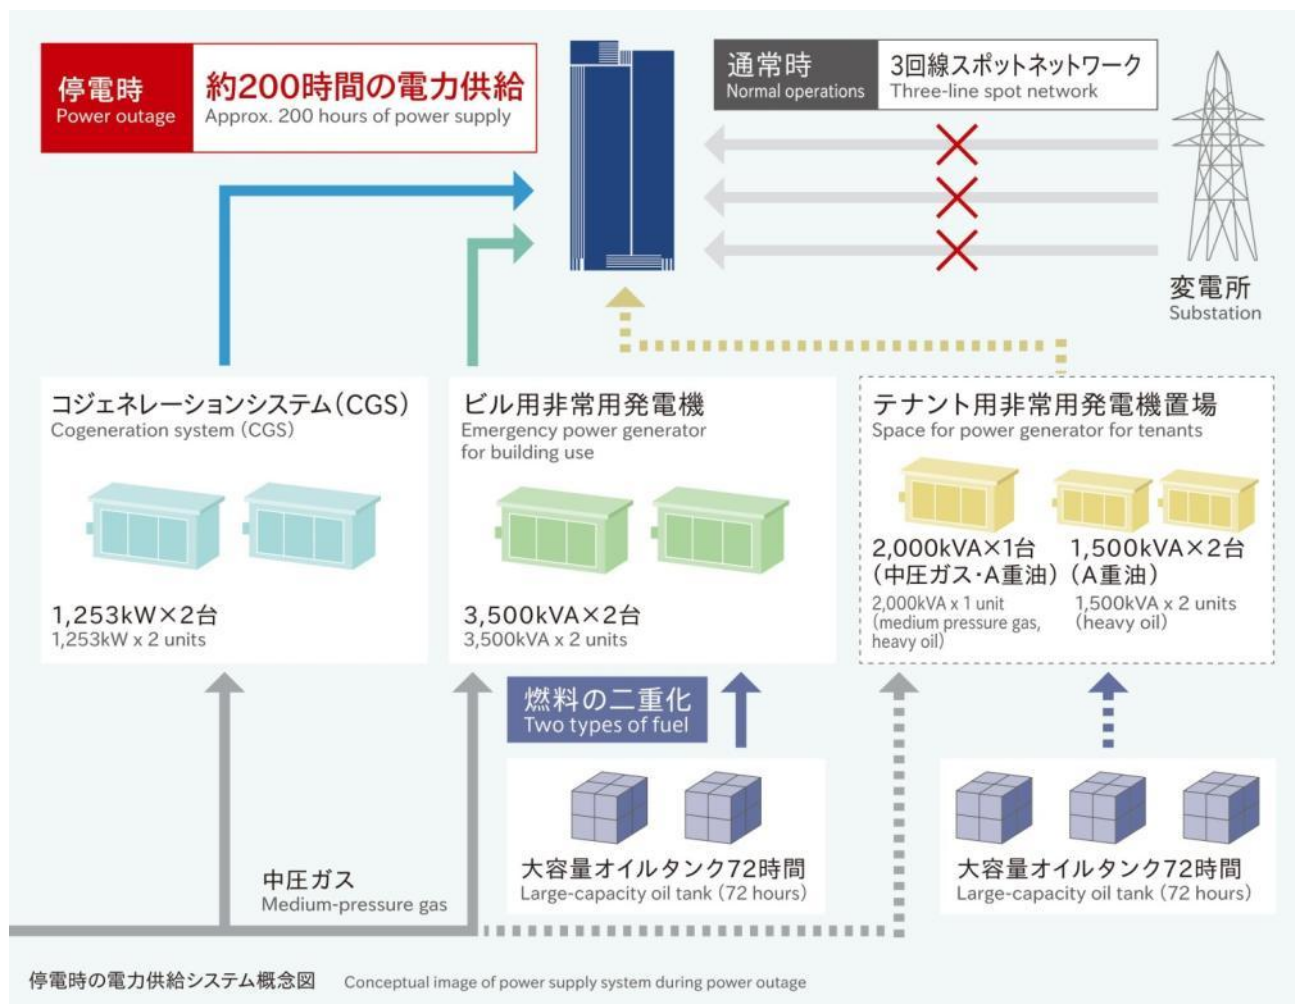 停電時
Power outage
約200時間の電力供給
Approx. 200 hours of power supply
通常時
Normal operations
3回線スポットネットワーク
Three-line spot network
変電所
Substation
コジェネレーションシステム(CGS)
Cogeneration system (CGS)
1,253kW×2台
1,253kW x 2 units
ビル用非常用発電機
Emergency power generator
for building use
3,500kVA×2台
3,500kVA x 2 units
テナント用非常用発電機置場
Space for power generator for tenants
2,000kVA×1台
(中圧ガス・A重油)
2,000kVA x 1 unit
(medium pressure gas,
heavy oil)
1,500kVA×2台
(A重油)
1,500kVA x 2 units
(heavy oil)
燃料の二重化
Two types of fuel
大容量オイルタンク72時間
Large-capacity oil tank (72 hours)
大容量オイルタンク72時間
Large-capacity oil tank (72 hours)
中圧ガス
Medium-pressure gas
停電時の電力供給システム概念図 Conceptual image of power supply system during power outage